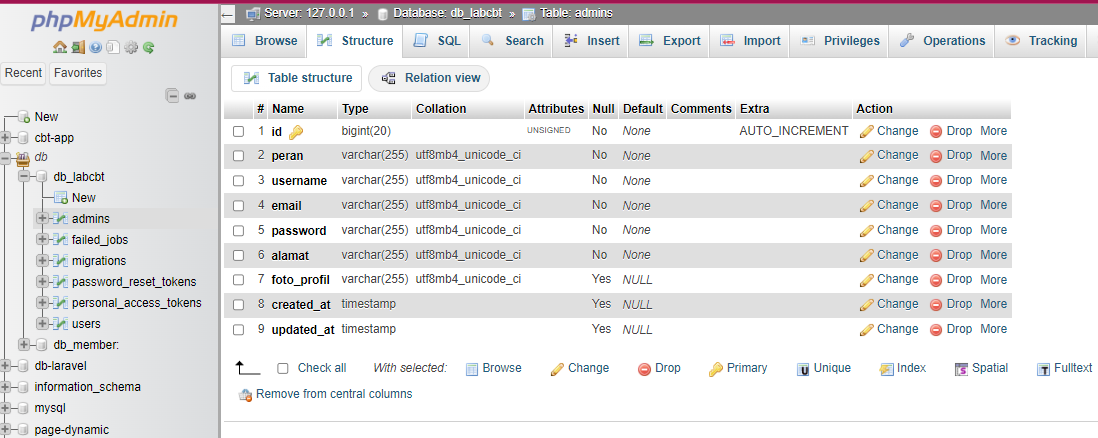 phpMyAdmin
Recent Favorites
New
cbt-app
db
db_labcbt
New
admins
failed_jobs
migrations
password_reset_tokens
personal_access_tokens
users
db_member:
db-laravel
information_schema
mysql
page-dynamic
Server: 127.0.0.1 » Database: db_labcbt » Table: admins
Browse Structure SQL Search Insert Export Import Privileges Operations Tracking
Table structure Relation view
# Name Type Collation Attributes Null Default Comments Extra Action
1 id bigint(20) UNSIGNED No None AUTO_INCREMENT Change Drop More
2 peran varchar(255) utf8mb4_unicode_ci No None Change Drop More
3 username varchar(255) utf8mb4_unicode_ci No None Change Drop More
4 email varchar(255) utf8mb4_unicode_ci No None Change Drop More
5 password varchar(255) utf8mb4_unicode_ci No None Change Drop More
6 alamat varchar(255) utf8mb4_unicode_ci No None Change Drop More
7 foto_profil varchar(255) utf8mb4_unicode_ci Yes NULL Change Drop More
8 created_at timestamp Yes NULL Change Drop More
9 updated_at timestamp Yes NULL Change Drop More
Check all With selected: Browse Change Drop Primary Unique Index Spatial Fulltext
Remove from central columns